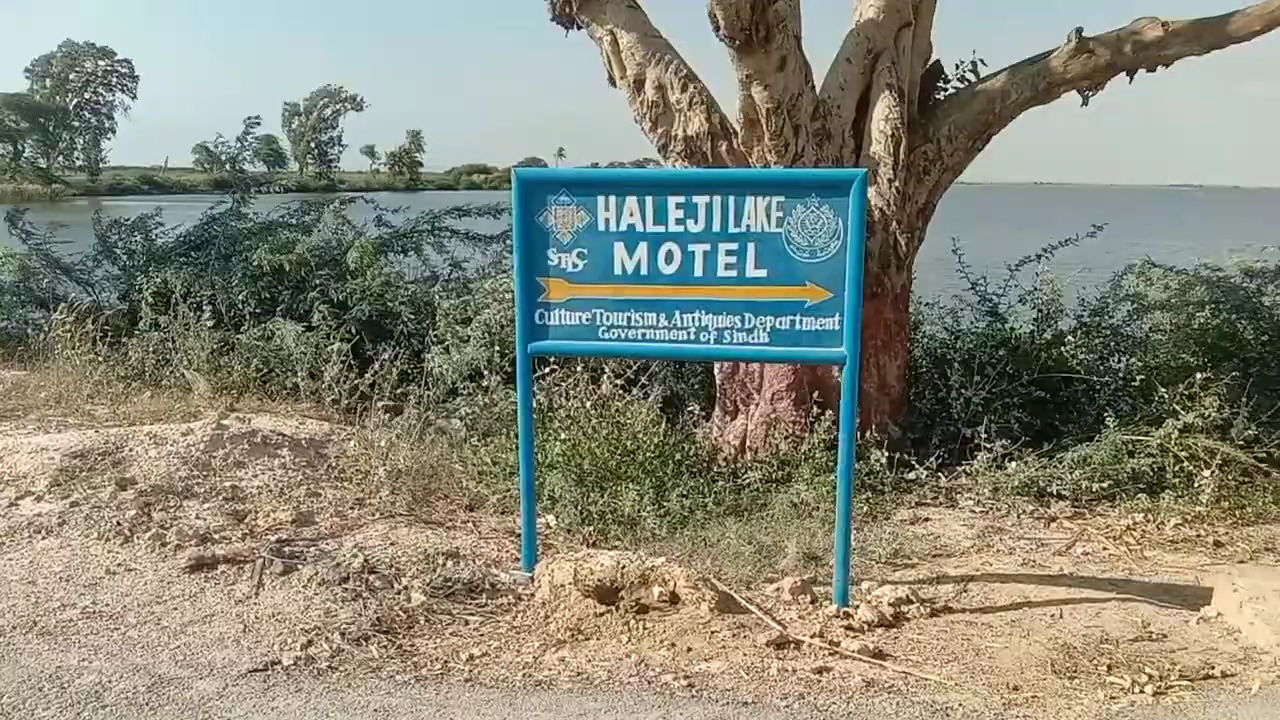 HALEJI LAKE
MOTEL
STDC
Culture Tourism & Antiquies Department
Government of Sindh